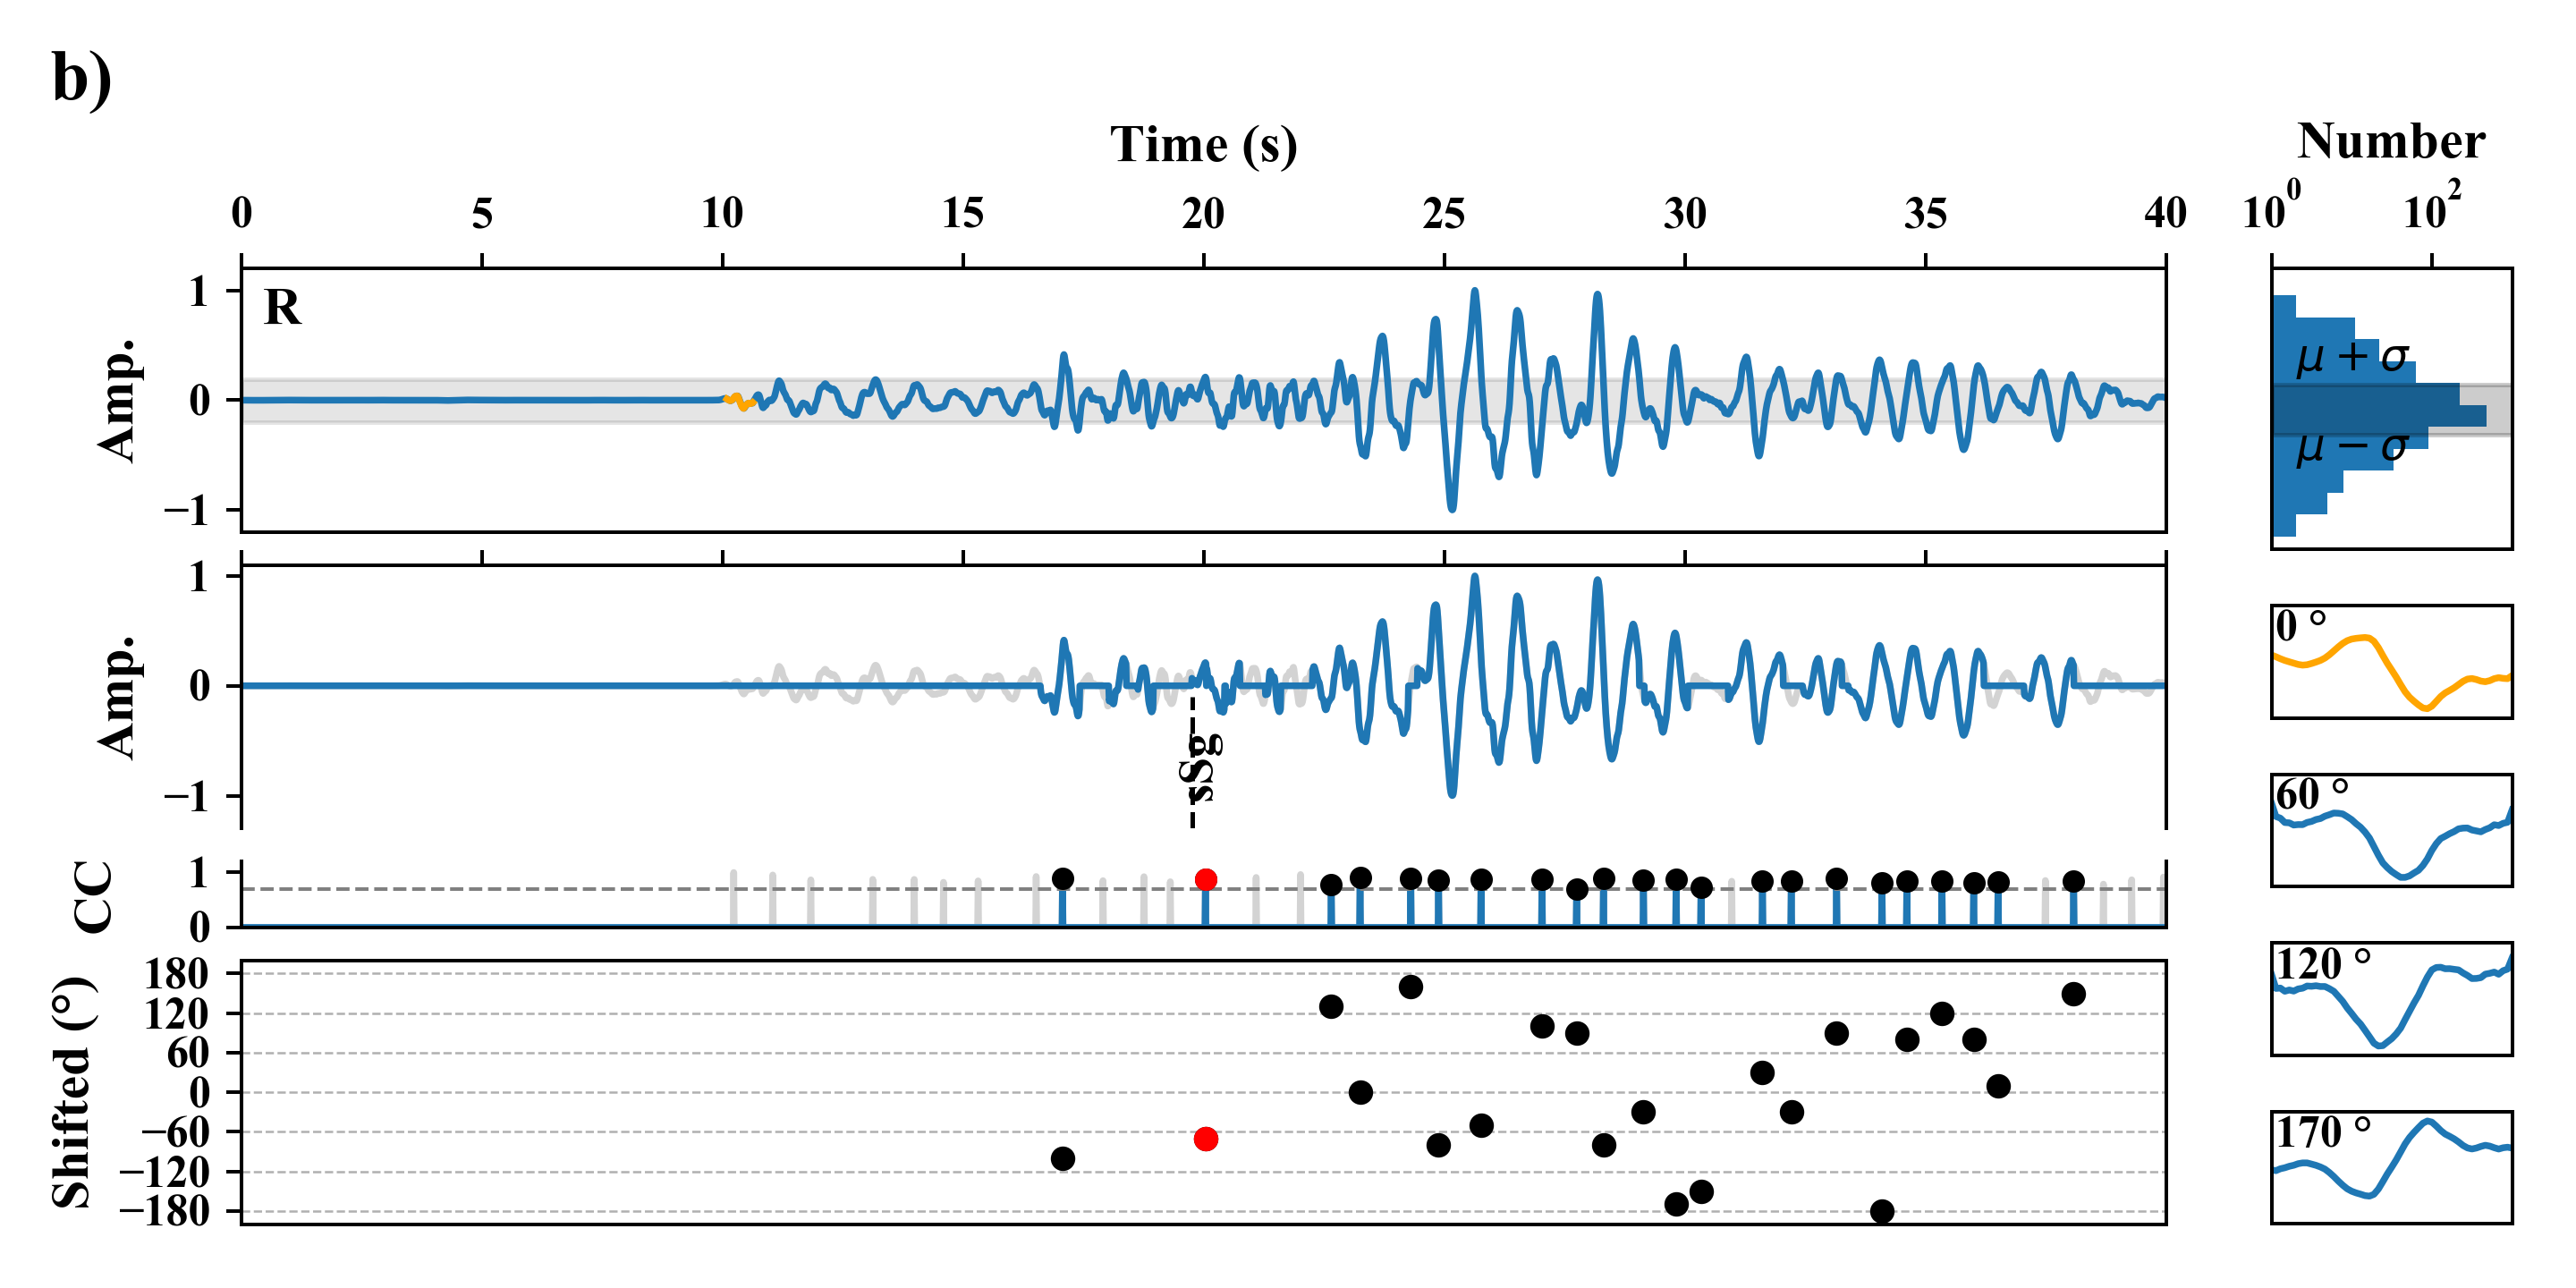 b)
Time (s)
Number
0 5 10 15 20 25 30 35 40
10^0 10^2
R
Amp.
1
0
−1
μ + σ
μ − σ
Amp.
1
0
−1
sSg
0 °
60 °
CC
1
0
120 °
Shifted (°)
180
120
60
0
−60
−120
−180
170 °